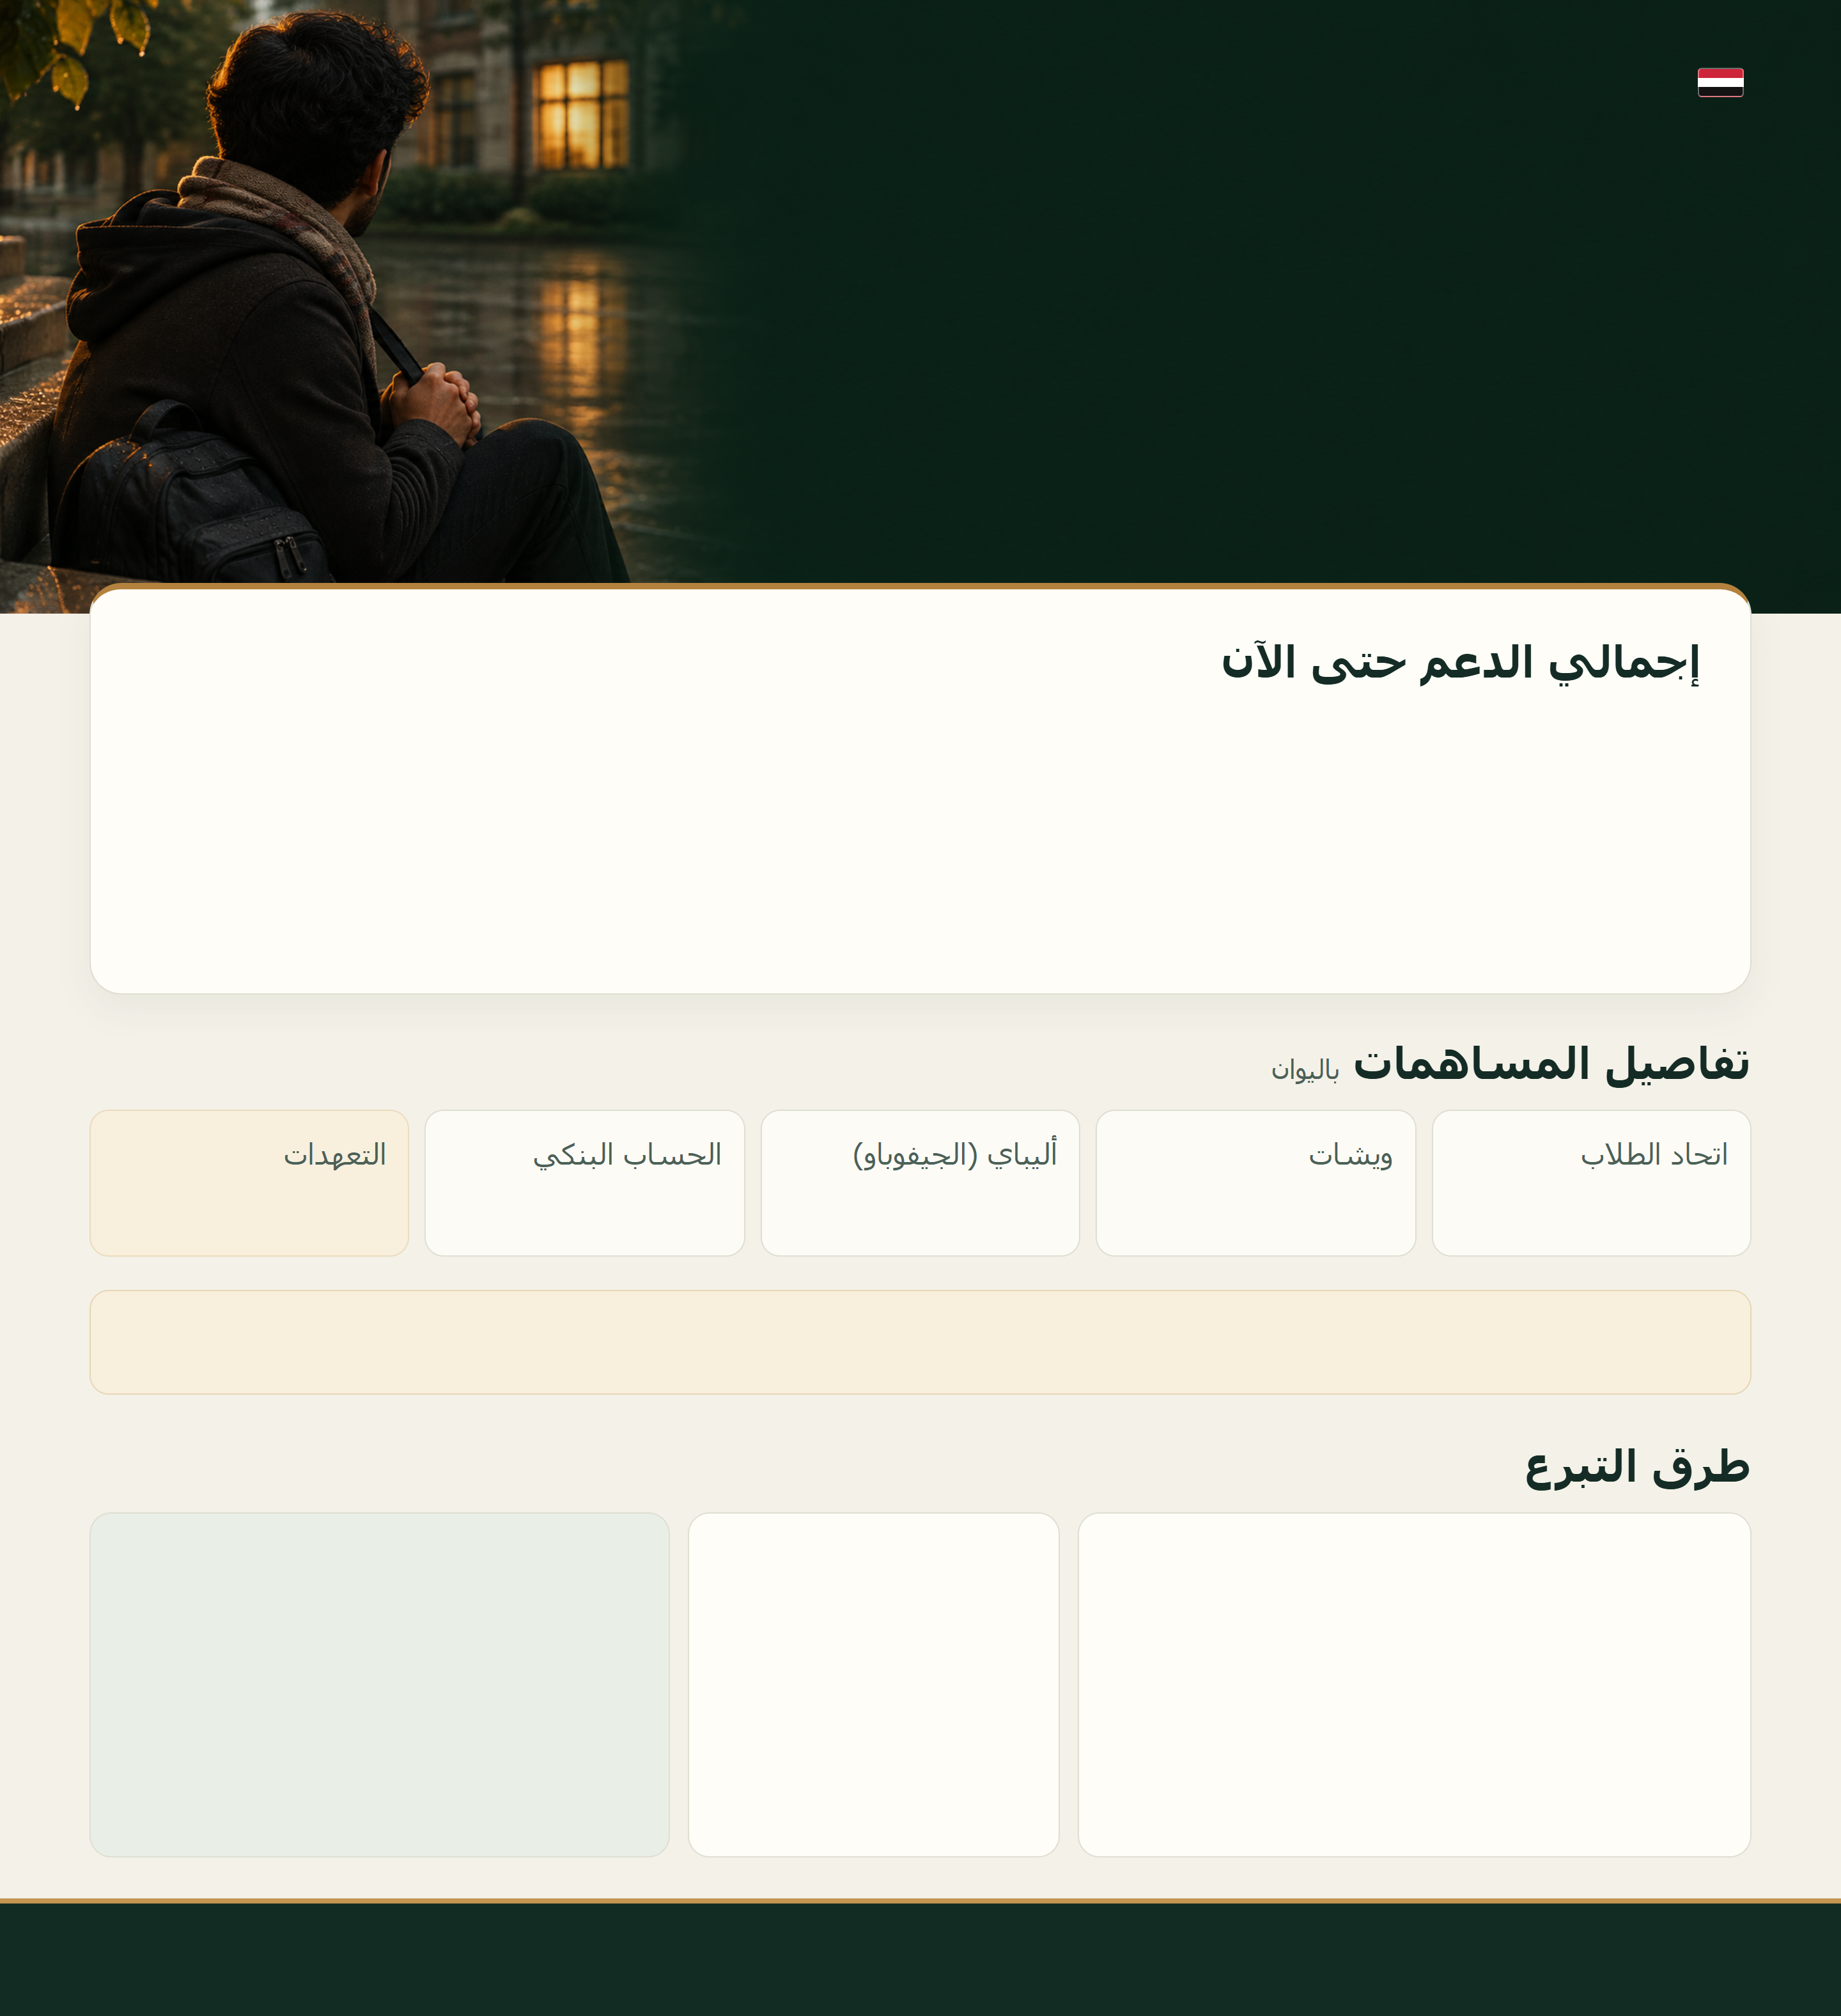 إجمالي الدعم حتى الآن
تفاصيل المساهمات باليوان
اتحاد الطلاب
ويشات
أليباي (الجيفوباو)
الحساب البنكي
التعهدات
طرق التبرع